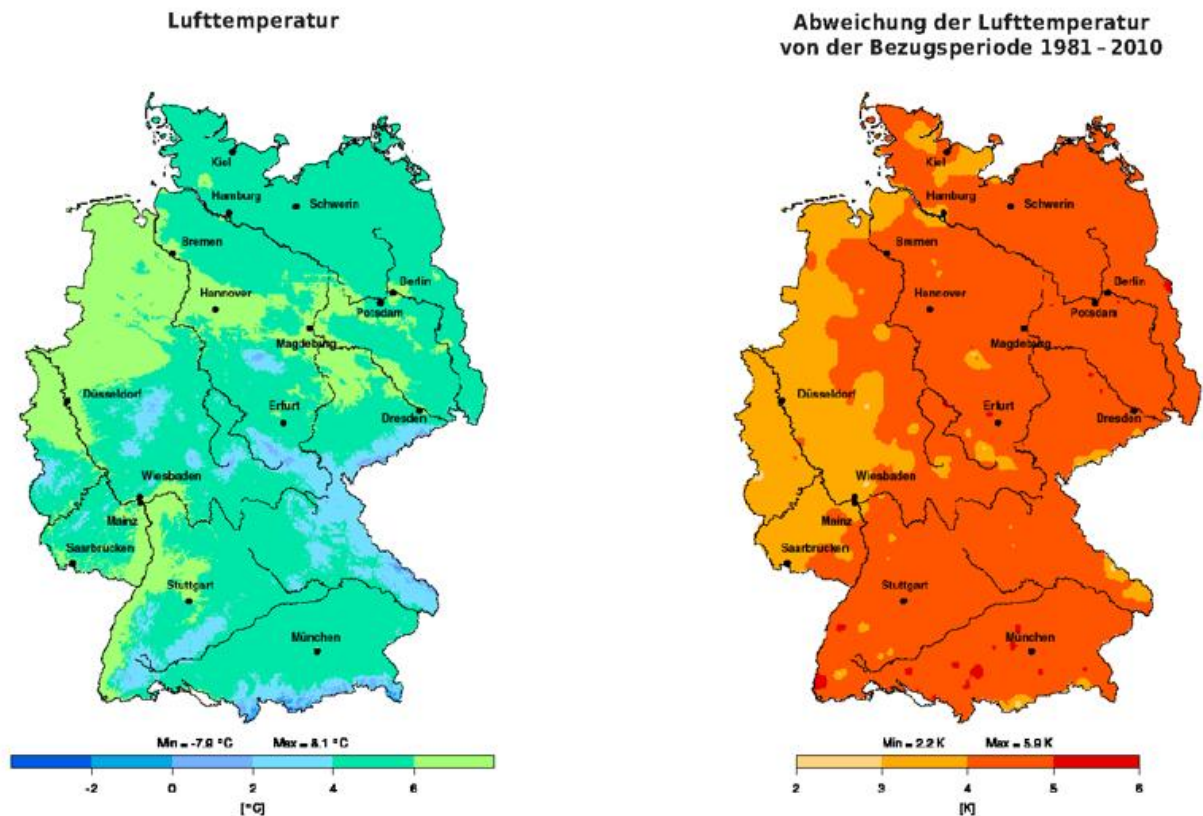 Lufttemperatur
Kiel
Hamburg
Schwerin
Bremen
Berlin
Hannover
Potsdam
Magdeburg
Düsseldorf
Erfurt
Dresden
Wiesbaden
Mainz
Saarbrücken
Stuttgart
München
Min = -7.9 °C Max = 8.1 °C
-2 0 2 4 6
[°C]
Abweichung der Lufttemperatur
von der Bezugsperiode 1981 – 2010
Kiel
Hamburg
Schwerin
Bremen
Berlin
Hannover
Potsdam
Magdeburg
Düsseldorf
Erfurt
Dresden
Wiesbaden
Mainz
Saarbrücken
Stuttgart
München
Min = 2.2 K Max = 5.9 K
2 3 4 5 6
[K]